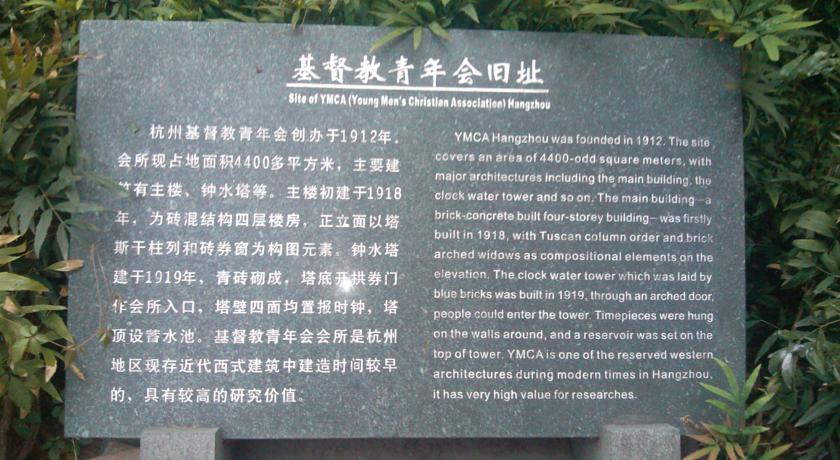 基督教青年会旧址
Site of YMCA (Young Men's Christian Association) Hangzhou
杭州基督教青年会创办于1912年，
会所现占地面积4400多平方米，主要建
筑有主楼、钟水塔等。主楼初建于1918
年，为砖混结构四层楼房，正立面以塔
斯干柱列和砖券窗为构图元素。钟水塔
建于1919年，青砖砌成，塔底开拱券门
作会所入口，塔壁四面均置报时钟，塔
顶设蓄水池。基督教青年会会所是杭州
地区现存近代西式建筑中建造时间较早
的、具有较高的研究价值。
YMCA Hangzhou was founded in 1912. The site
covers an area of 4400-odd square meters, with
major architectures including the main building, the
clock water tower and so on. The main building—a
brick-concrete built four-storey building—was firstly
built in 1918, with Tuscan column order and brick
arched widows as compositional elements on the
elevation. The clock water tower which was laid by
blue bricks was built in 1919, through an arched door,
people could enter the tower. Timepieces were hung
on the walls around, and a reservoir was set on the
top of tower. YMCA is one of the reserved western
architectures during modern times in Hangzhou,
it has very high value for researches.